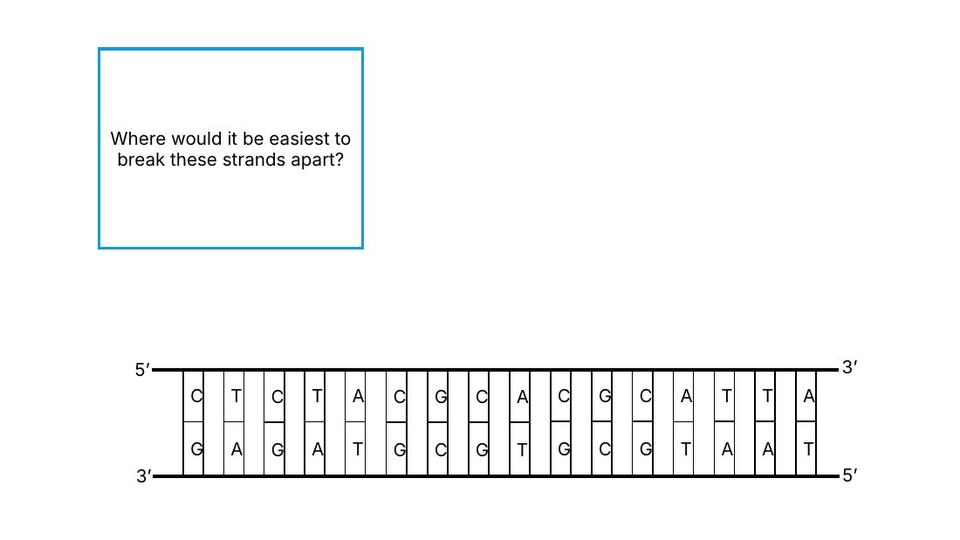 Where would it be easiest to
break these strands apart?
5′ 3′
C T C T A C G C A C G C A T T A
G A G A T G C G T G C G T A A T
3′ 5′